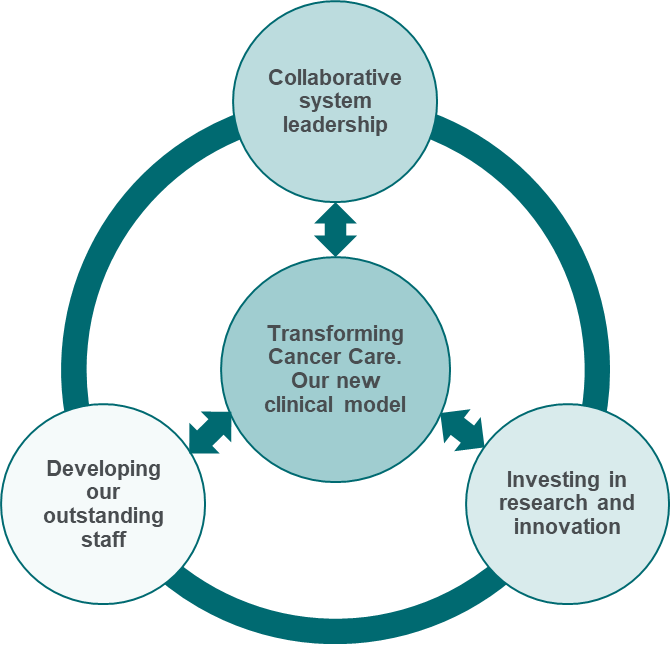 Collaborative
system
leadership
Transforming
Cancer Care.
Our new
clinical model
Developing
our
outstanding
staff
Investing in
research and
innovation